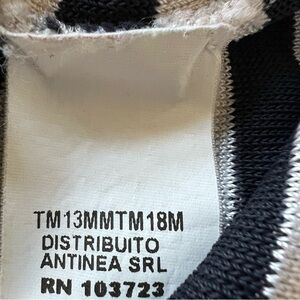 TM13MMTM18M
DISTRIBUITO
ANTINEA SRL
RN 103723